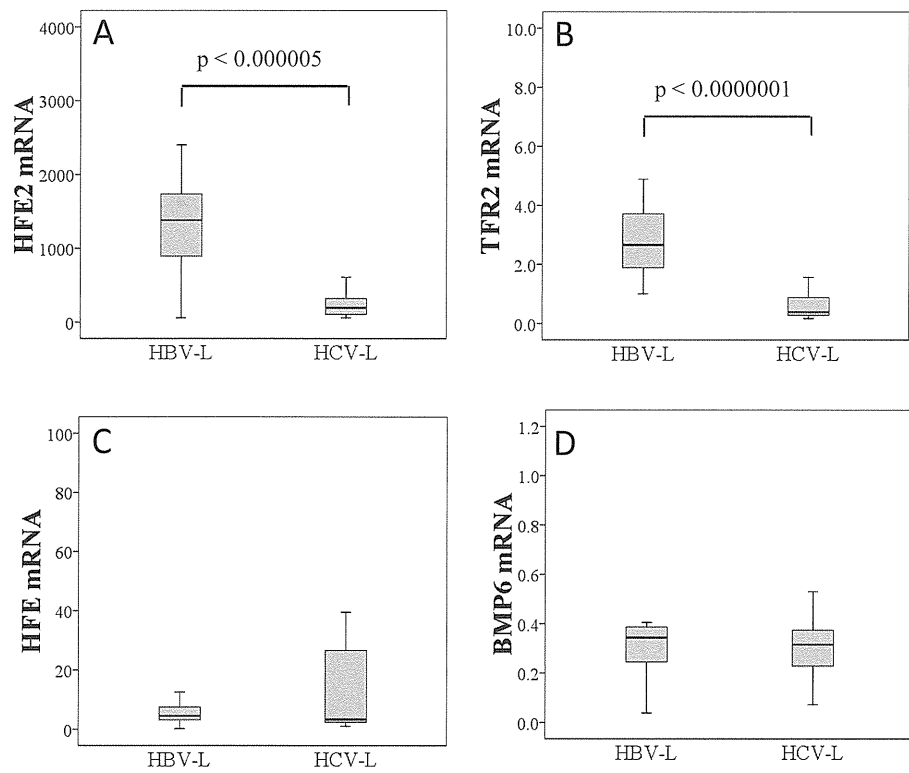 A
p < 0.000005
HFE2 mRNA
4000
3000
2000
1000
0
HBV-L
HCV-L
B
p < 0.0000001
TFR2 mRNA
10.0
8.0
6.0
4.0
2.0
0.0
HBV-L
HCV-L
C
HFE mRNA
100
80
60
40
20
0
HBV-L
HCV-L
D
BMP6 mRNA
1.2
1.0
0.8
0.6
0.4
0.2
0.0
HBV-L
HCV-L